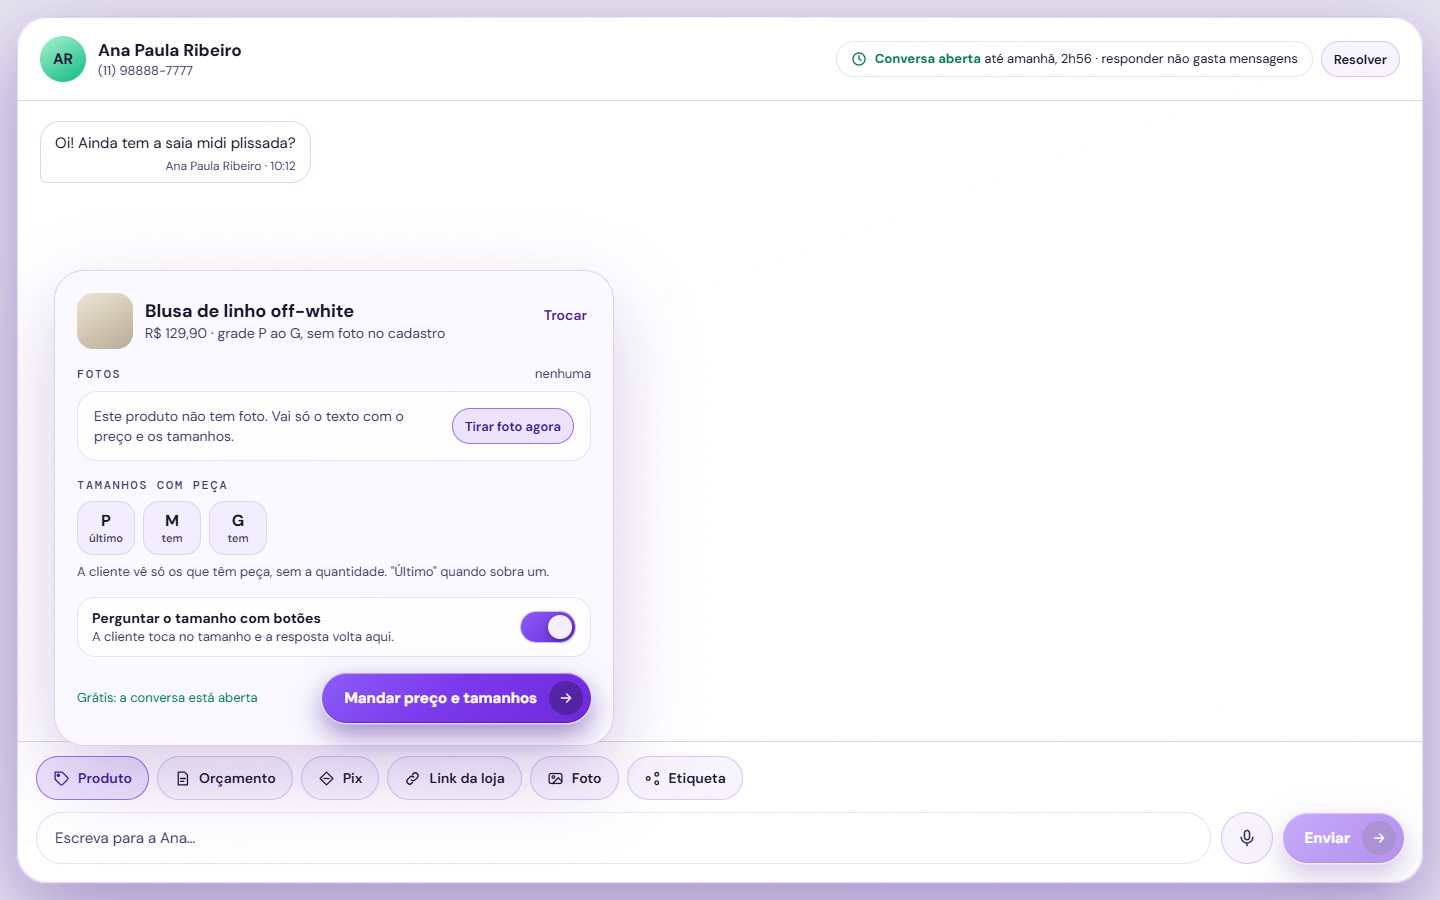 AR
Ana Paula Ribeiro
(11) 98888-7777
Conversa aberta até amanhã, 2h56 · responder não gasta mensagens
Resolver
Oi! Ainda tem a saia midi plissada?
Ana Paula Ribeiro · 10:12
Blusa de linho off-white
R$ 129,90 · grade P ao G, sem foto no cadastro
Trocar
FOTOS
nenhuma
Este produto não tem foto. Vai só o texto com o
preço e os tamanhos.
Tirar foto agora
TAMANHOS COM PEÇA
P
último
M
tem
G
tem
A cliente vê só os que têm peça, sem a quantidade. "Último" quando sobra um.
Perguntar o tamanho com botões
A cliente toca no tamanho e a resposta volta aqui.
Grátis: a conversa está aberta
Mandar preço e tamanhos
Produto
Orçamento
Pix
Link da loja
Foto
Etiqueta
Escreva para a Ana...
Enviar